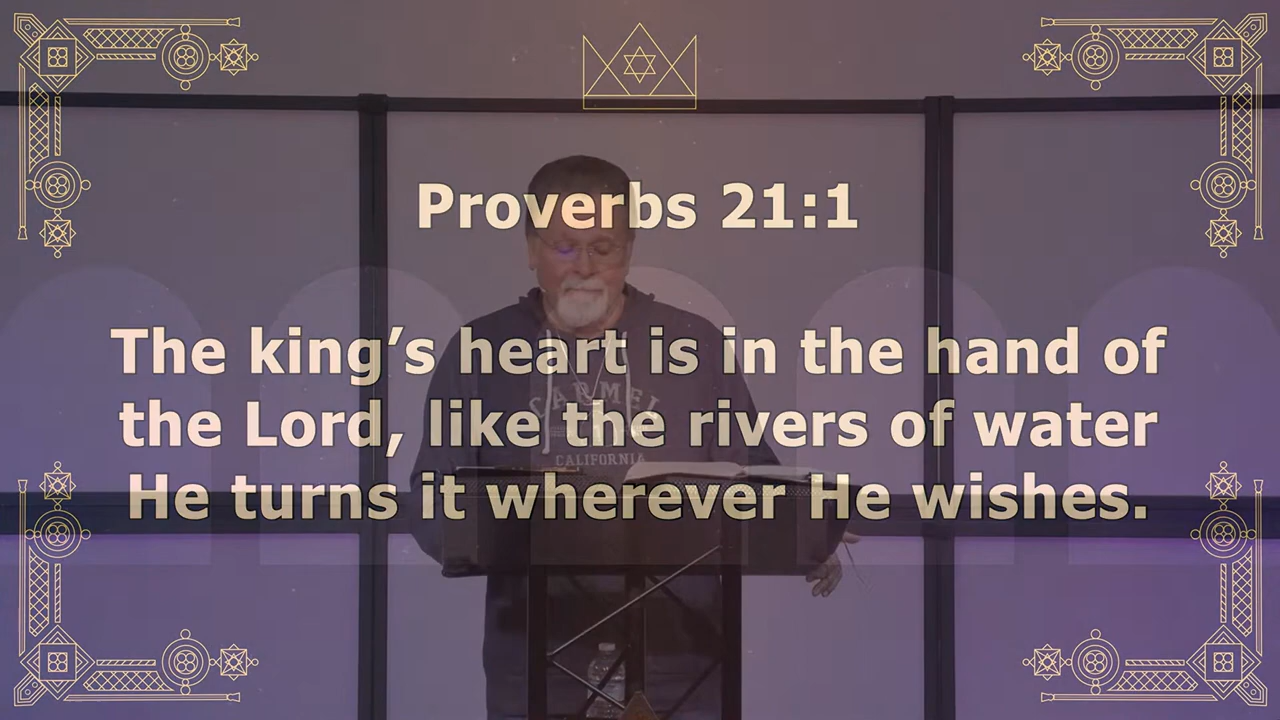 Proverbs 21:1
The king’s heart is in the hand of
the Lord, like the rivers of water
He turns it wherever He wishes.
CARMEL
CALIFORNIA